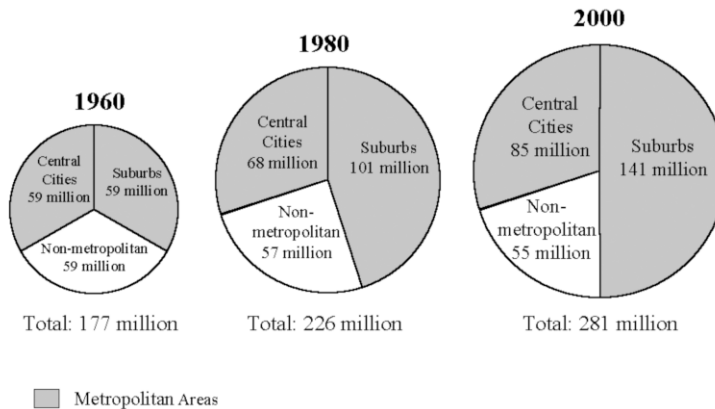 1960
Central
Cities
59 million
Suburbs
59 million
Non-metropolitan
59 million
Total: 177 million
1980
Central
Cities
68 million
Suburbs
101 million
Non-
metropolitan
57 million
Total: 226 million
2000
Central
Cities
85 million
Suburbs
141 million
Non-
metropolitan
55 million
Total: 281 million
Metropolitan Areas